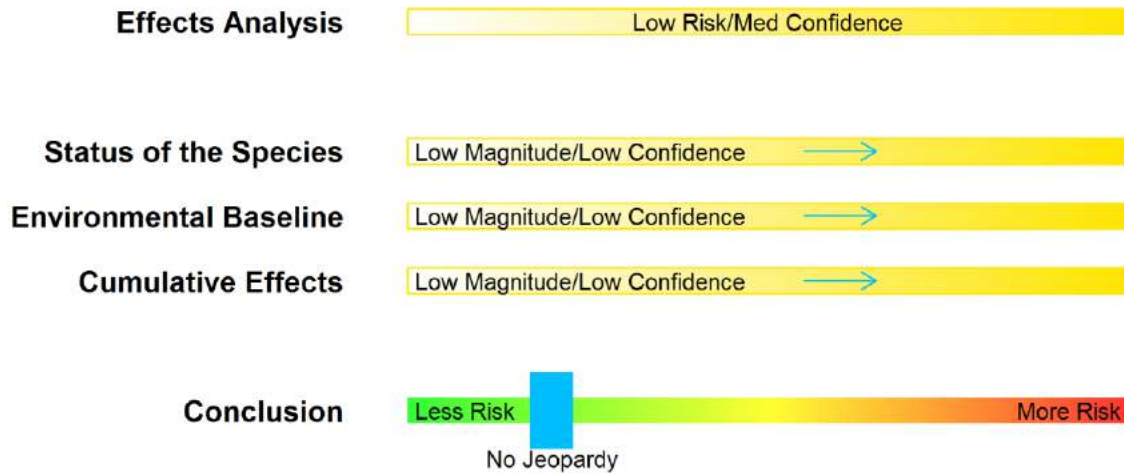 Effects Analysis Low Risk/Med Confidence
Status of the Species Low Magnitude/Low Confidence
Environmental Baseline Low Magnitude/Low Confidence
Cumulative Effects Low Magnitude/Low Confidence
Conclusion Less Risk More Risk
No Jeopardy